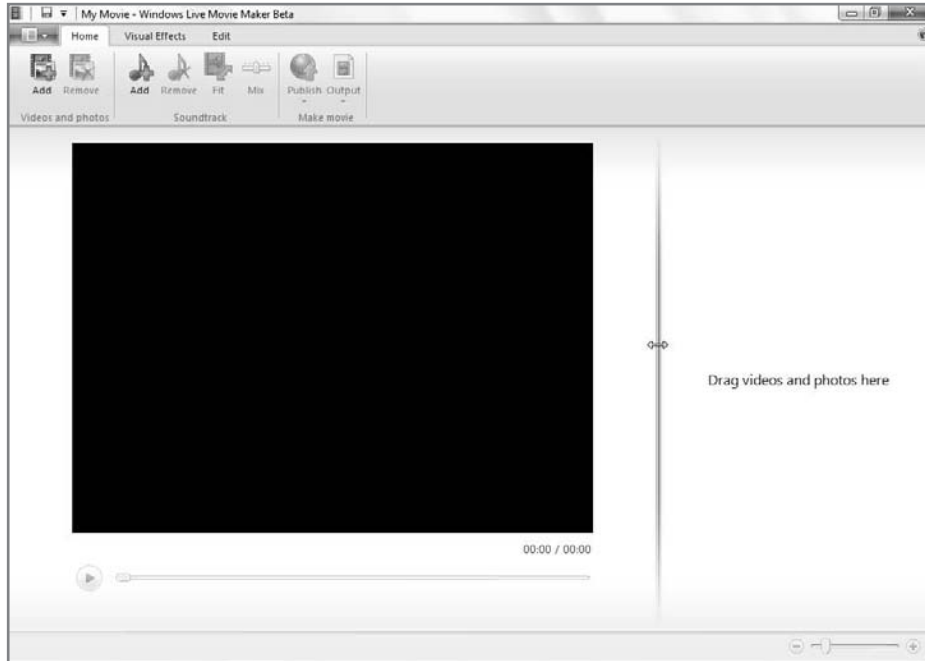 My Movie - Windows Live Movie Maker Beta
Home Visual Effects Edit
Add Remove Add Remove Fit Mix Publish Output
Videos and photos Soundtrack Make movie
Drag videos and photos here
00:00 / 00:00